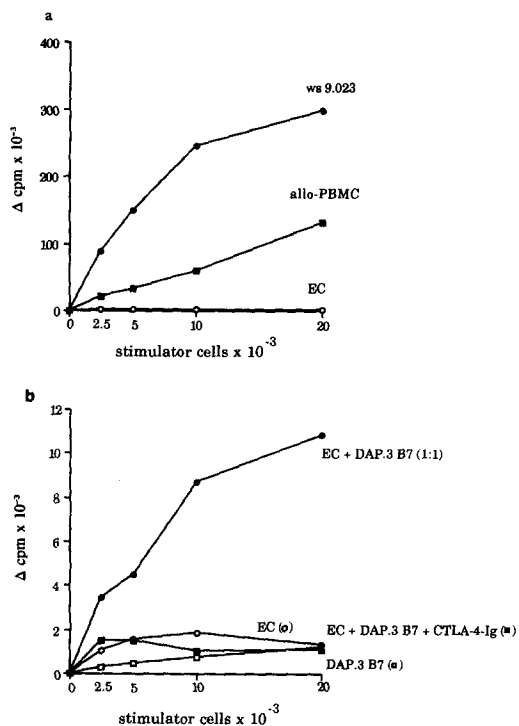 a
400
300
200
100
0
Δ cpm x 10⁻³
ws 9.023
allo-PBMC
EC
0 2.5 5 10 20
stimulator cells x 10⁻³
b
12
10
8
6
4
2
0
Δ cpm x 10⁻³
EC + DAP.3 B7 (1:1)
EC (o)
EC + DAP.3 B7 + CTLA-4-Ig (■)
DAP.3 B7 (□)
0 2.5 5 10 20
stimulator cells x 10⁻³